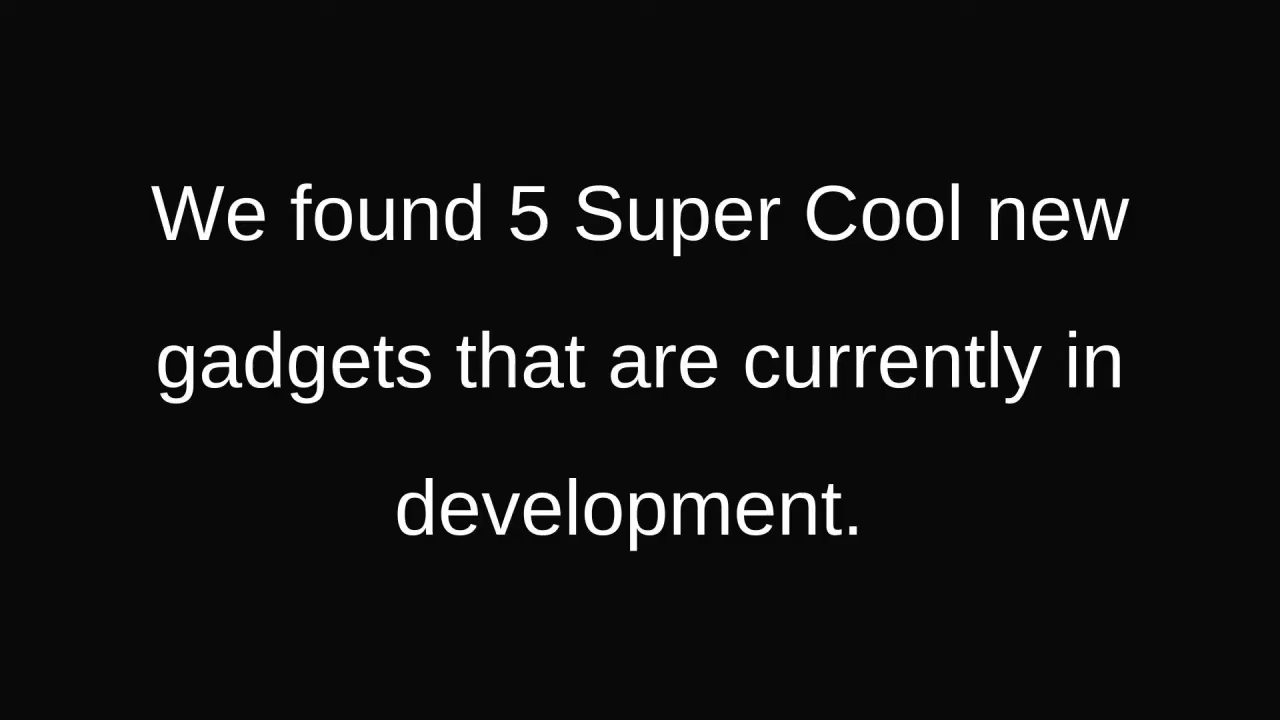 We found 5 Super Cool new
gadgets that are currently in
development.